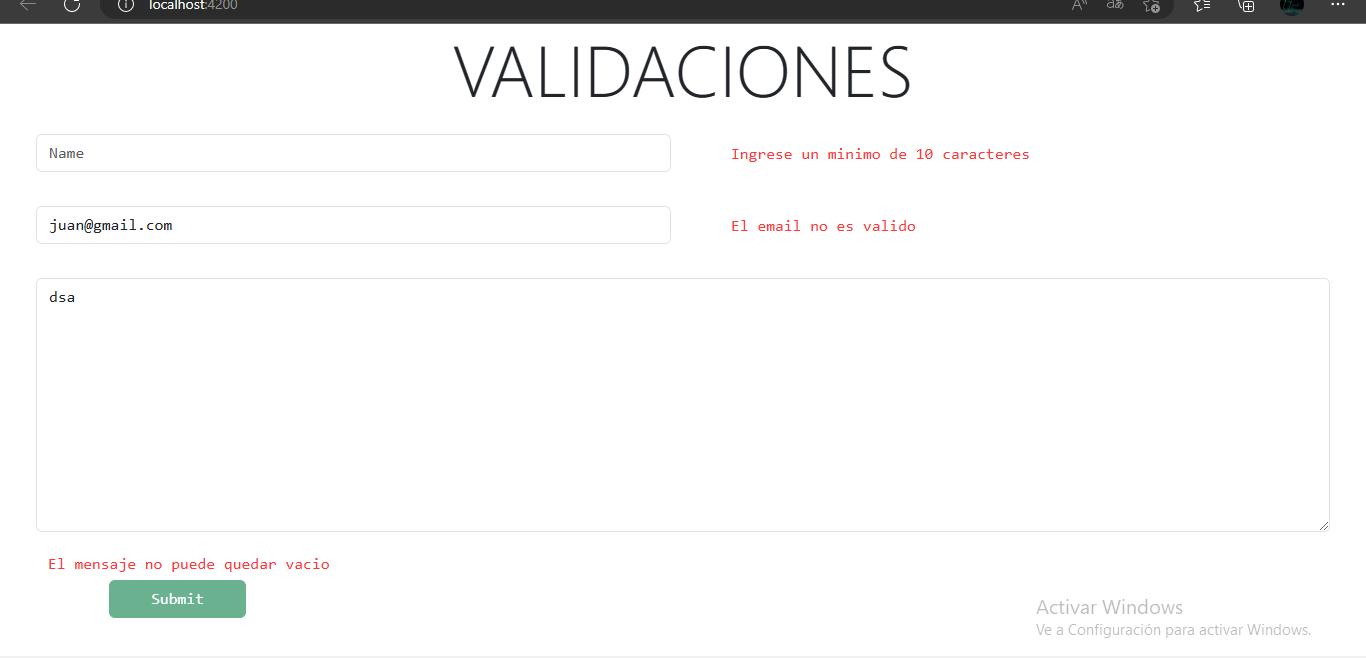 localhost:4200
VALIDACIONES
Name
Ingrese un minimo de 10 caracteres
juan@gmail.com
El email no es valido
dsa
El mensaje no puede quedar vacio
Submit
Activar Windows
Ve a Configuración para activar Windows.